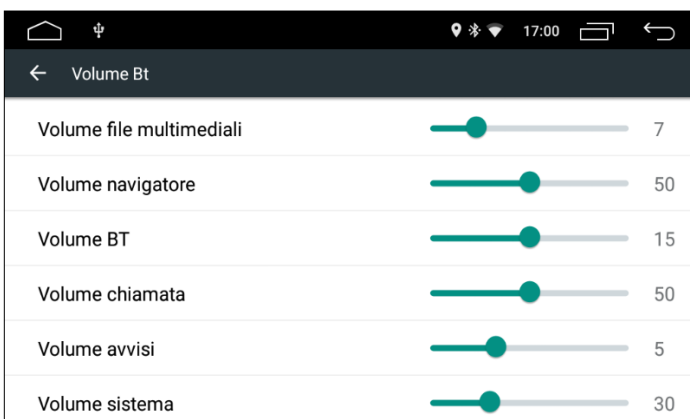 17:00
Volume Bt
Volume file multimediali 7
Volume navigatore 50
Volume BT 15
Volume chiamata 50
Volume avvisi 5
Volume sistema 30